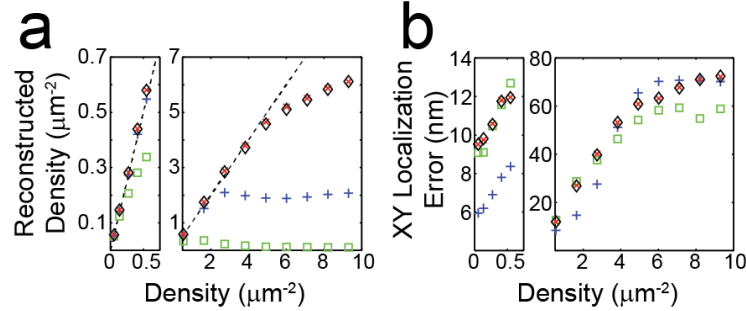 a
b
Reconstructed
Density (μm-2)
0.7
0.5
0.3
0.1
0 0.5
7
5
3
1
2 4 6 8 10
Density (μm-2)
XY Localization
Error (nm)
14
12
10
8
6
0 0.5
80
60
40
20
2 4 6 8 10
Density (μm-2)